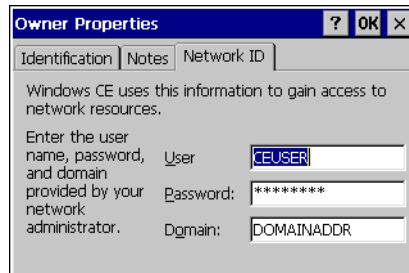 Owner Properties ? OK ×
Identification Notes Network ID
Windows CE uses this information to gain access to
network resources.
Enter the user
name, password,
and domain
provided by your
network
administrator.
User CEUSER
Password: ********
Domain: DOMAINADDR